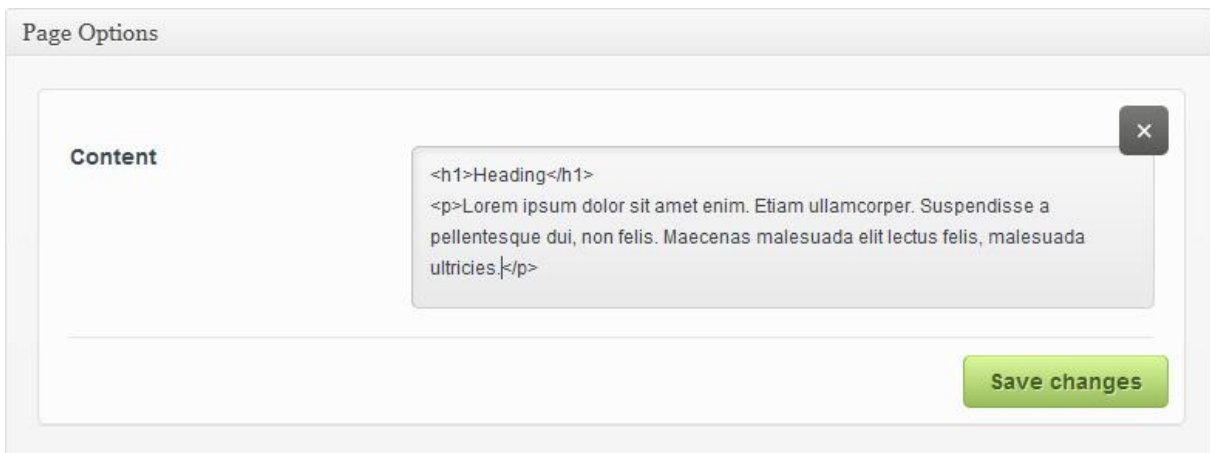 Page Options
Content
<h1>Heading</h1>
<p>Lorem ipsum dolor sit amet enim. Etiam ullamcorper. Suspendisse a
pellentesque dui, non felis. Maecenas malesuada elit lectus felis, malesuada
ultricies.</p>
Save changes